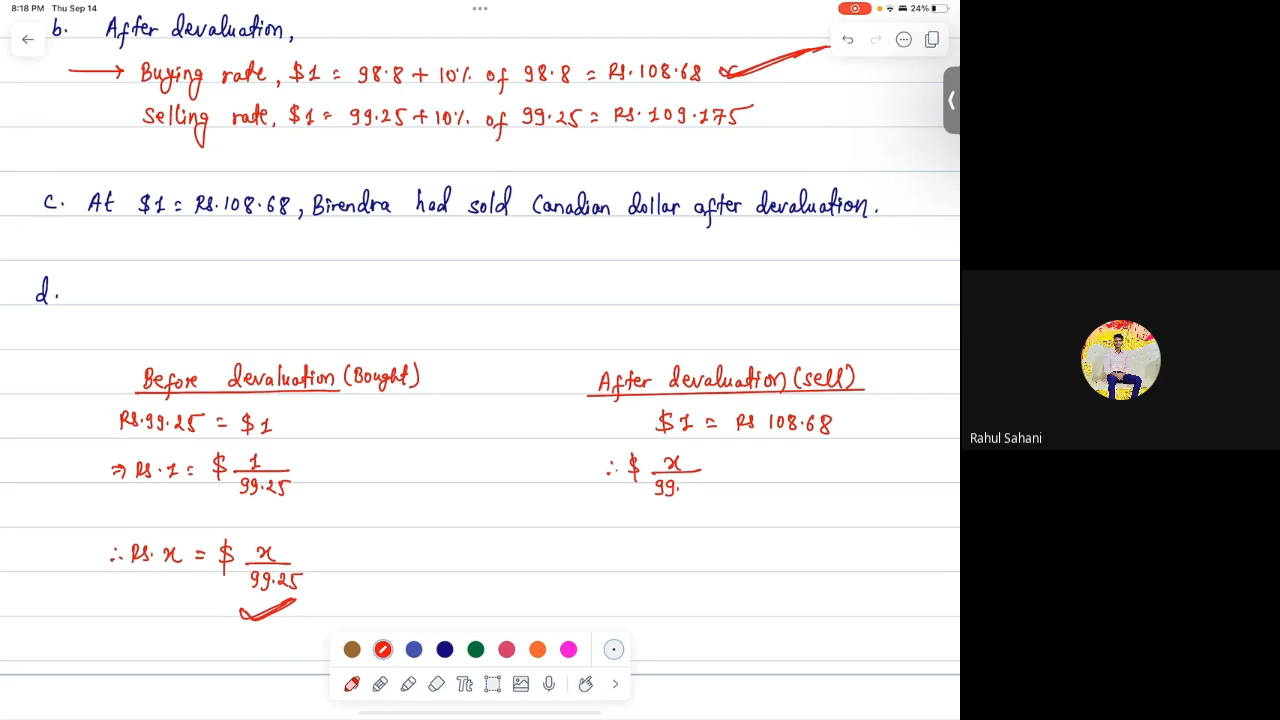 8:18 PM Thu Sep 14
24%
b. After devaluation,
→ Buying rate, $1 = 98.8 + 10% of 98.8 = Rs.108.68
Selling rate, $1 = 99.25 + 10% of 99.25 = Rs.109.175
c. At $1 = Rs.108.68, Birendra had sold Canadian dollar after devaluation.
d.
Before devaluation (Bought)
Rs.99.25 = $1
⇒ Rs.1 = $ 1/99.25
∴ Rs. x = $ x/99.25
After devaluation (sell)
$1 = Rs 108.68
∴ $ x/99.
Tt
Rahul Sahani